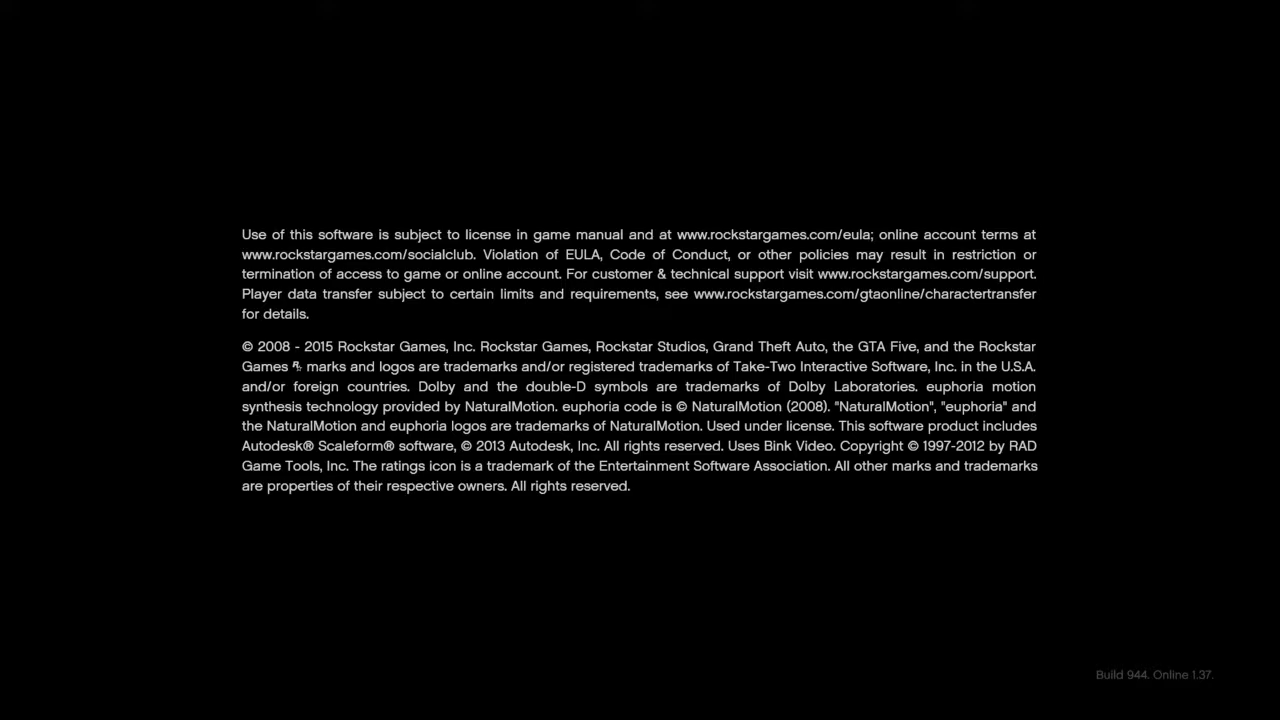 Use of this software is subject to license in game manual and at www.rockstargames.com/eula; online account terms at
www.rockstargames.com/socialclub. Violation of EULA, Code of Conduct, or other policies may result in restriction or
termination of access to game or online account. For customer & technical support visit www.rockstargames.com/support.
Player data transfer subject to certain limits and requirements, see www.rockstargames.com/gtaonline/charactertransfer
for details.
© 2008 - 2015 Rockstar Games, Inc. Rockstar Games, Rockstar Studios, Grand Theft Auto, the GTA Five, and the Rockstar
Games R* marks and logos are trademarks and/or registered trademarks of Take-Two Interactive Software, Inc. in the U.S.A.
and/or foreign countries. Dolby and the double-D symbols are trademarks of Dolby Laboratories. euphoria motion
synthesis technology provided by NaturalMotion. euphoria code is © NaturalMotion (2008). "NaturalMotion", "euphoria" and
the NaturalMotion and euphoria logos are trademarks of NaturalMotion. Used under license. This software product includes
Autodesk® Scaleform® software, © 2013 Autodesk, Inc. All rights reserved. Uses Bink Video. Copyright © 1997-2012 by RAD
Game Tools, Inc. The ratings icon is a trademark of the Entertainment Software Association. All other marks and trademarks
are properties of their respective owners. All rights reserved.
Build 944. Online 1.37.